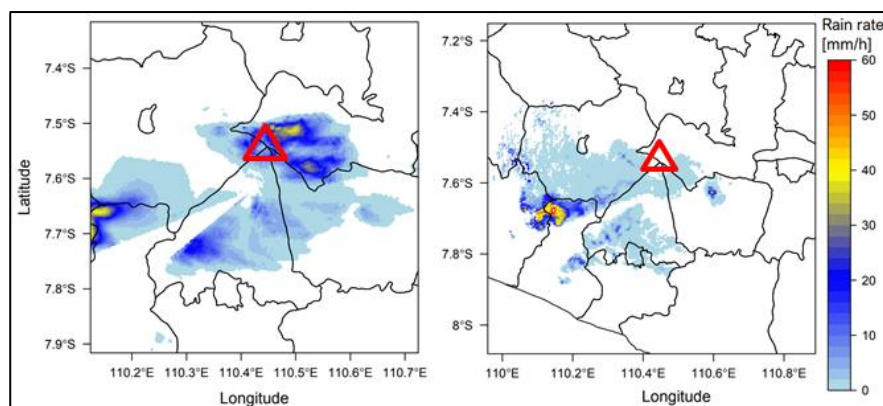 Rain rate
[mm/h]
7.4°S
7.5°S
7.6°S
7.7°S
7.8°S
7.9°S
Latitude
110.2°E
110.3°E
110.4°E
110.5°E
110.6°E
110.7°E
Longitude
7.2°S
7.4°S
7.6°S
7.8°S
8°S
110°E
110.2°E
110.4°E
110.6°E
110.8°E
Longitude
60
50
40
30
20
10
0